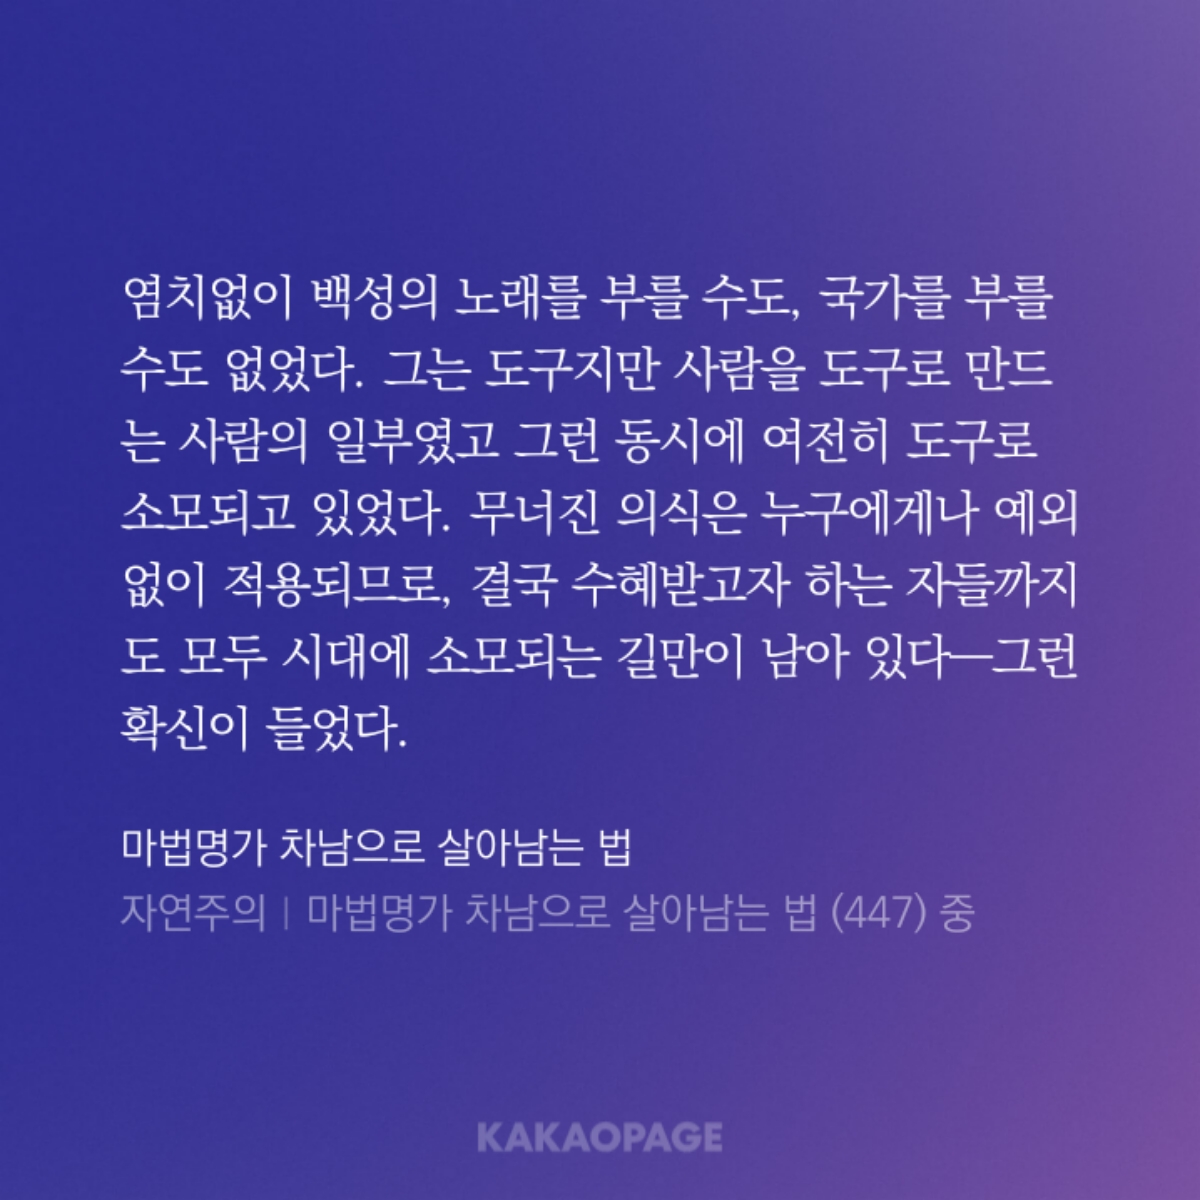 염치없이 백성의 노래를 부를 수도, 국가를 부를
수도 없었다. 그는 도구지만 사람을 도구로 만드
는 사람의 일부였고 그런 동시에 여전히 도구로
소모되고 있었다. 무너진 의식은 누구에게나 예외
없이 적용되므로, 결국 수혜받고자 하는 자들까지
도 모두 시대에 소모되는 길만이 남아 있다—그런
확신이 들었다.
마법명가 차남으로 살아남는 법
자연주의 | 마법명가 차남으로 살아남는 법 (447) 중
KAKAOPAGE